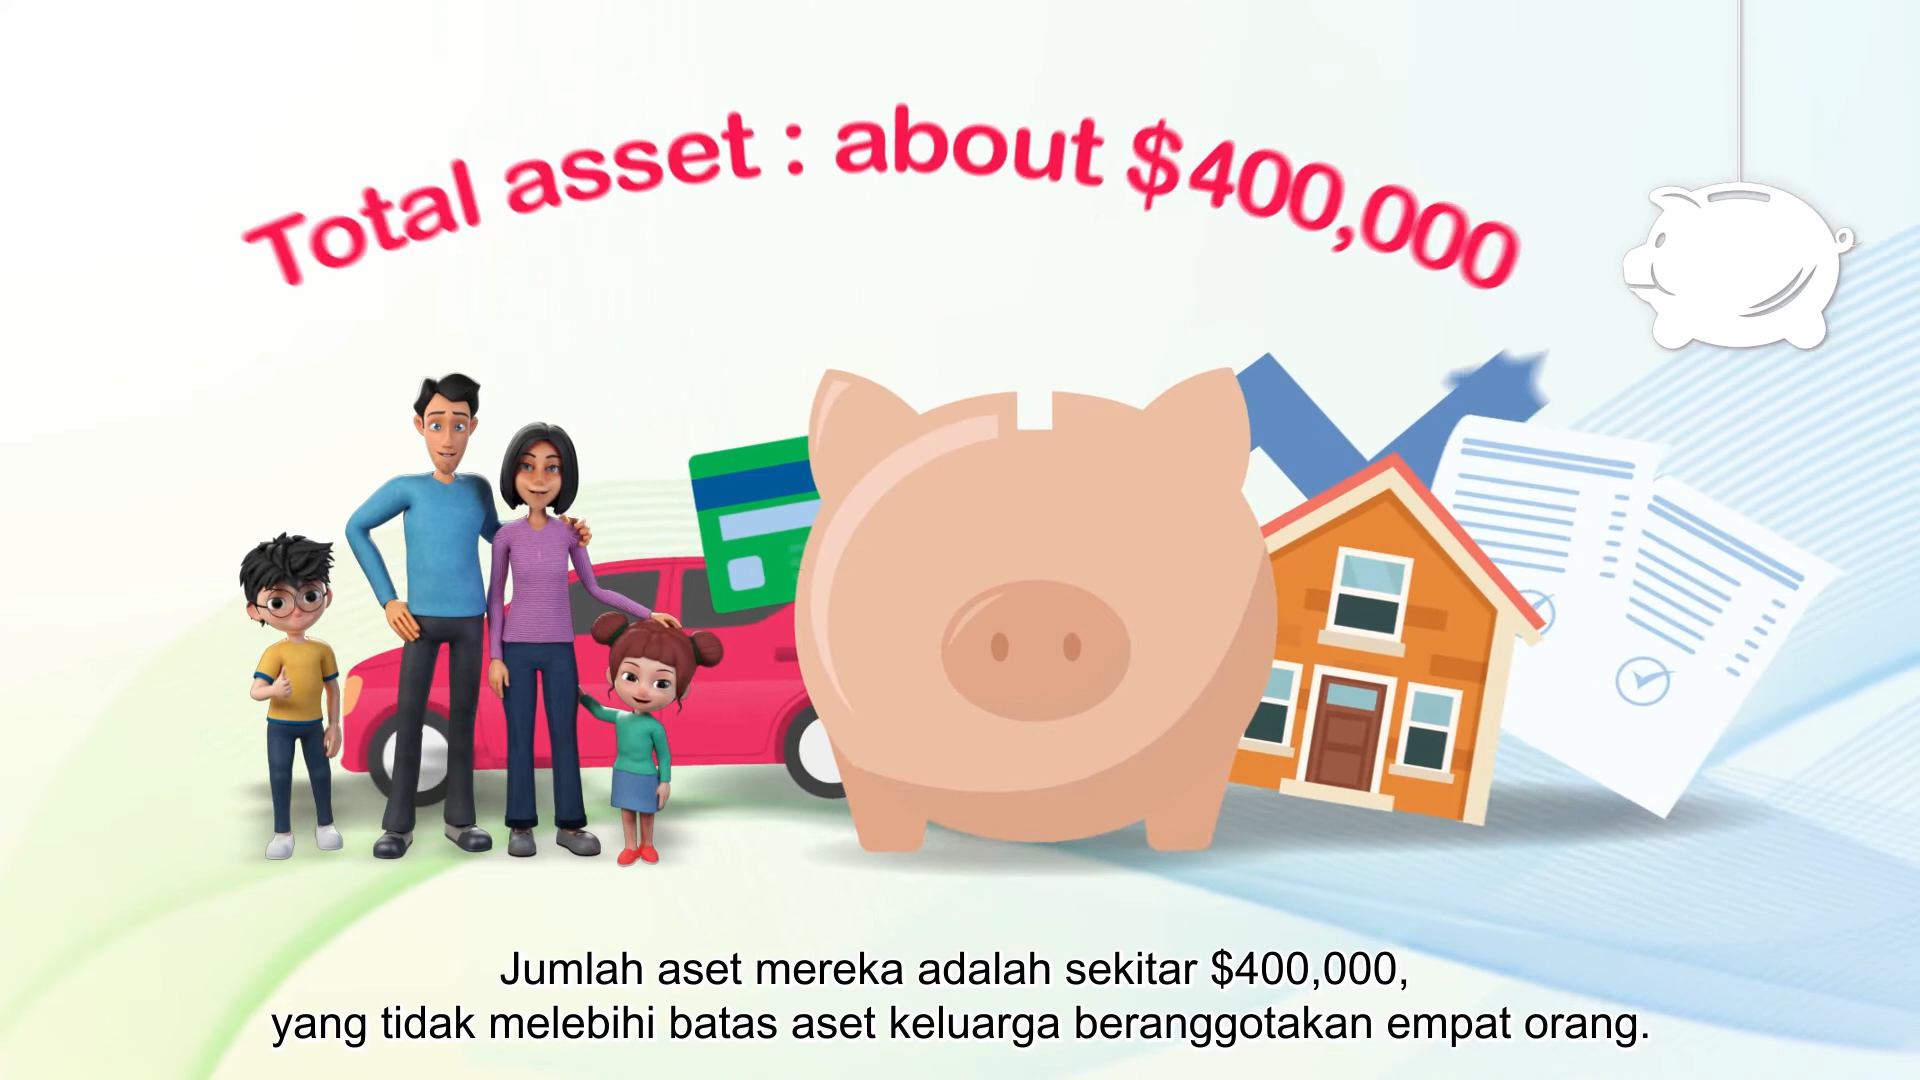 Total asset : about $400,000
Jumlah aset mereka adalah sekitar $400,000,
yang tidak melebihi batas aset keluarga beranggotakan empat orang.